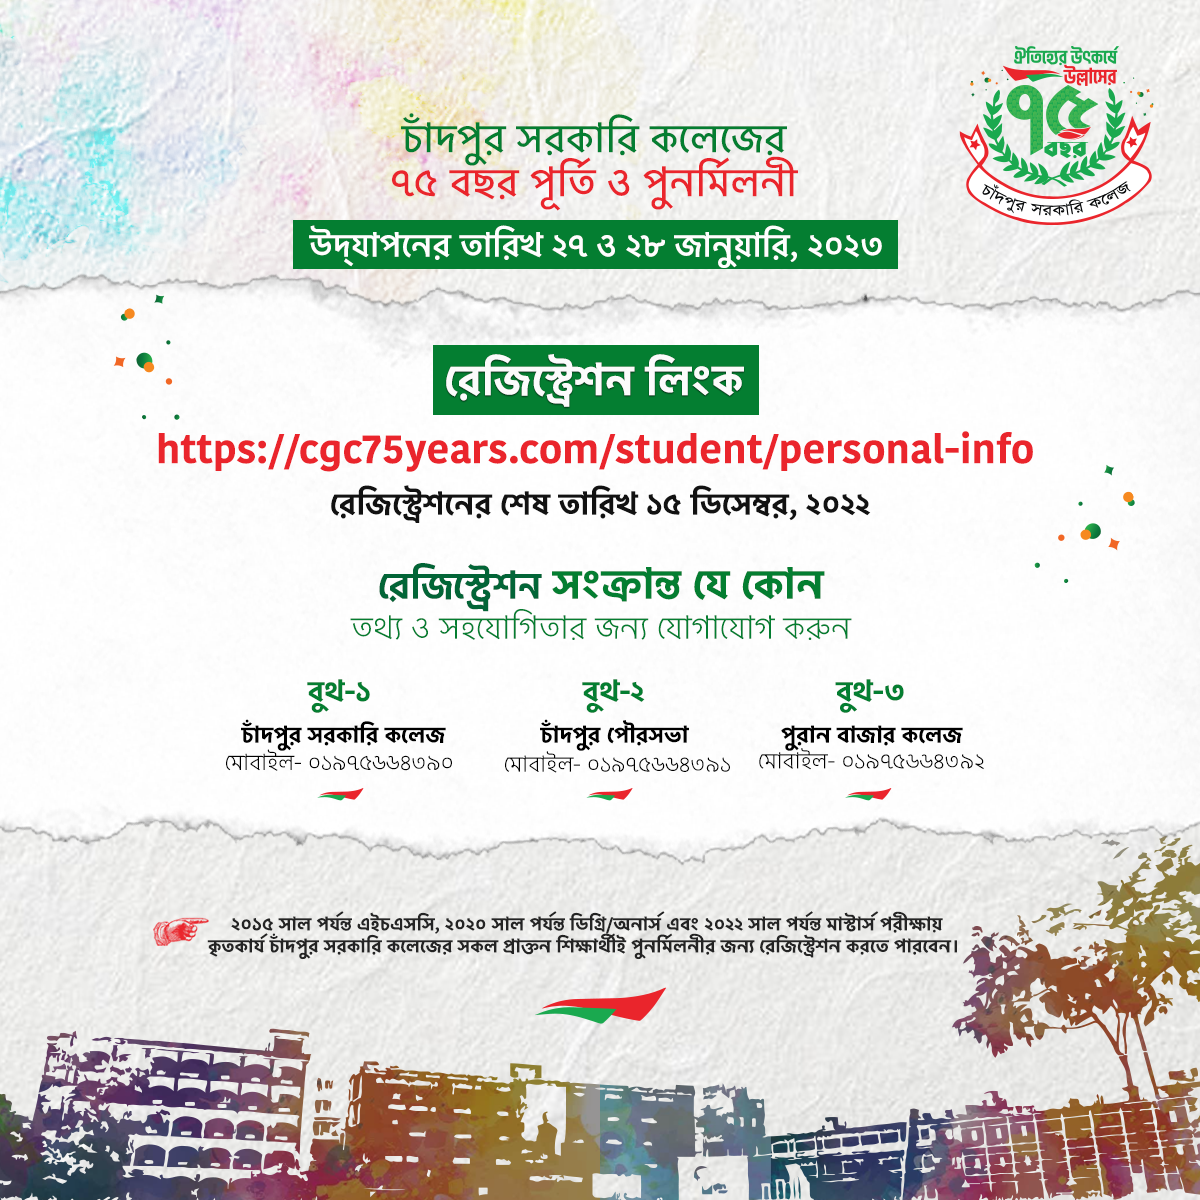 ঐতিহ্যের উৎকর্ষে
উল্লাসের
৭৫
বছর
চাঁদপুর সরকারি কলেজ
চাঁদপুর সরকারি কলেজের
৭৫ বছর পূর্তি ও পুনর্মিলনী
উদ্‌যাপনের তারিখ ২৭ ও ২৮ জানুয়ারি, ২০২৩
রেজিস্ট্রেশন লিংক
https://cgc75years.com/student/personal-info
রেজিস্ট্রেশনের শেষ তারিখ ১৫ ডিসেম্বর, ২০২২
রেজিস্ট্রেশন সংক্রান্ত যে কোন
তথ্য ও সহযোগিতার জন্য যোগাযোগ করুন
বুথ-১
চাঁদপুর সরকারি কলেজ
মোবাইল- ০১৯৭৫৬৬৪৩৯০
বুথ-২
চাঁদপুর পৌরসভা
মোবাইল- ০১৯৭৫৬৬৪৩৯১
বুথ-৩
পুরান বাজার কলেজ
মোবাইল- ০১৯৭৫৬৬৪৩৯২
২০১৫ সাল পর্যন্ত এইচএসসি, ২০২০ সাল পর্যন্ত ডিগ্রি/অনার্স এবং ২০২২ সাল পর্যন্ত মাস্টার্স পরীক্ষায়
কৃতকার্য চাঁদপুর সরকারি কলেজের সকল প্রাক্তন শিক্ষার্থীই পুনর্মিলনীর জন্য রেজিস্ট্রেশন করতে পারবেন।